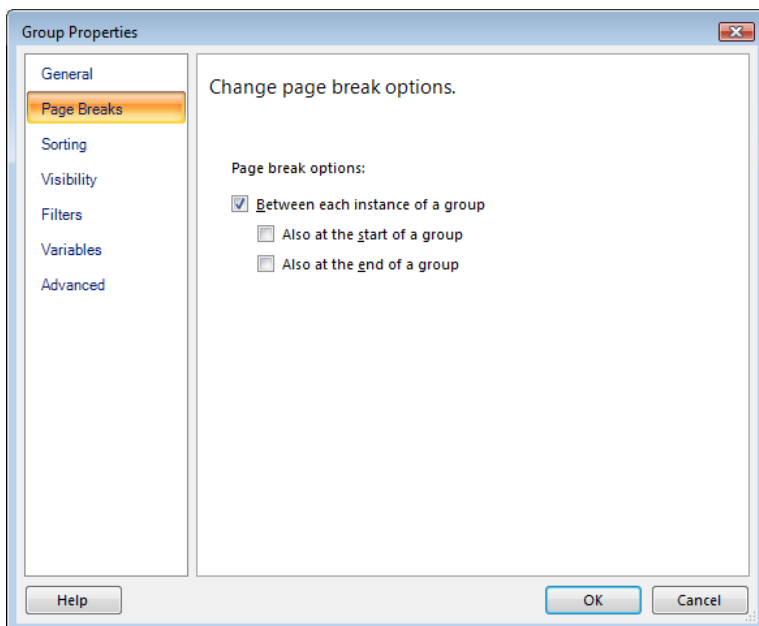 Group Properties
General
Page Breaks
Sorting
Visibility
Filters
Variables
Advanced
Change page break options.
Page break options:
Between each instance of a group
Also at the start of a group
Also at the end of a group
Help
OK
Cancel